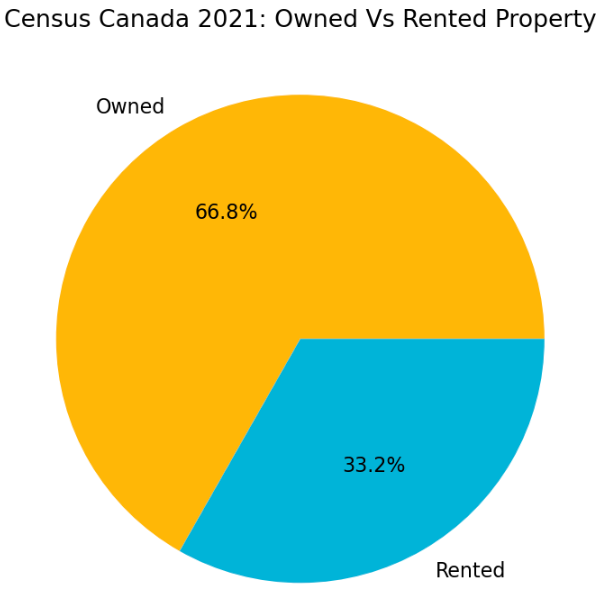 Census Canada 2021: Owned Vs Rented Property
Owned
66.8%
33.2%
Rented